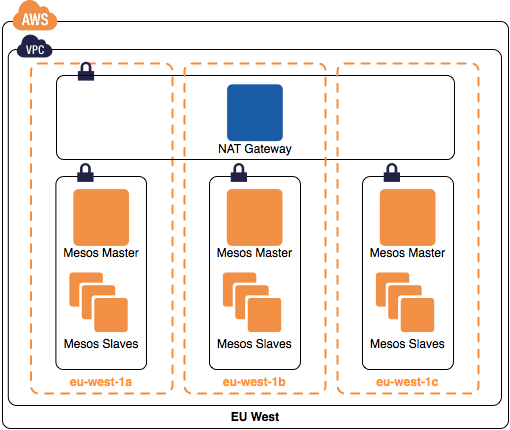 AWS
VPC
NAT Gateway
Mesos Master
Mesos Master
Mesos Master
Mesos Slaves
Mesos Slaves
Mesos Slaves
eu-west-1a
eu-west-1b
eu-west-1c
EU West